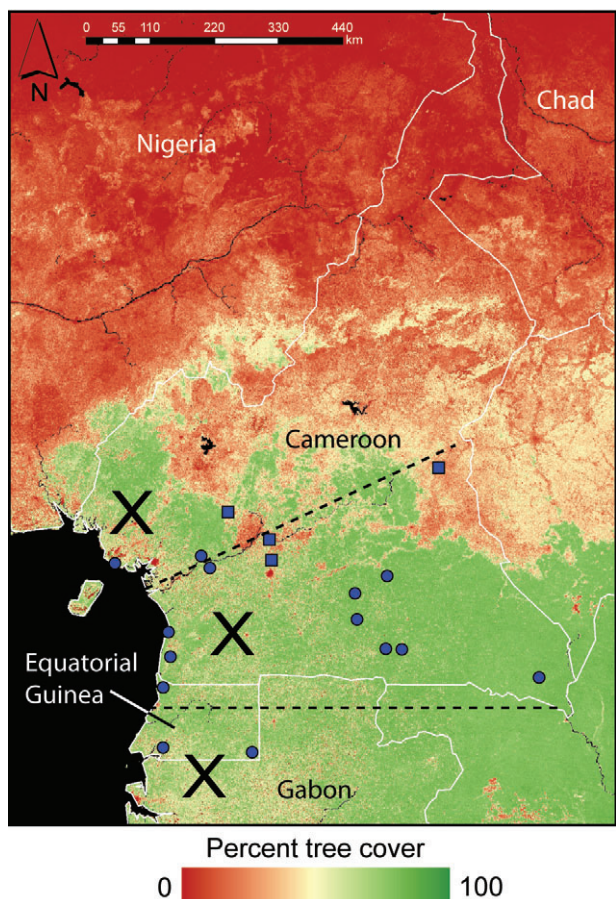 0 55 110 220 330 440
km
N
Chad
Nigeria
Cameroon
X
X
Equatorial
Guinea
X
Gabon
Percent tree cover
0 100